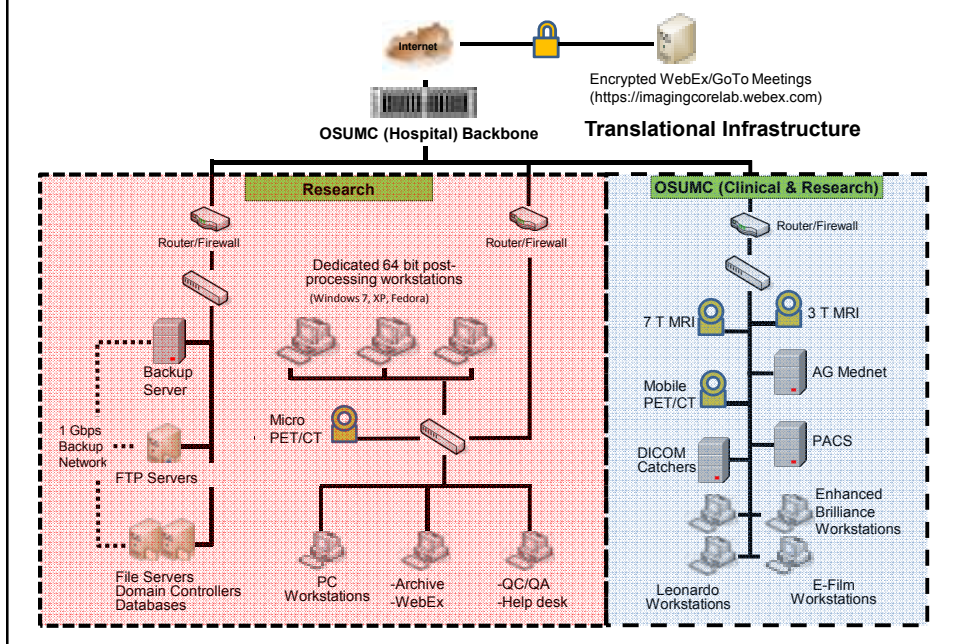 Internet
Encrypted WebEx/GoTo Meetings
(https://imagingcorelab.webex.com)
OSUMC (Hospital) Backbone
Translational Infrastructure
Research
OSUMC (Clinical & Research)
Router/Firewall
Router/Firewall
Router/Firewall
Dedicated 64 bit post-
processing workstations
(Windows 7, XP, Fedora)
7 T MRI
3 T MRI
Backup
Server
AG Mednet
Mobile
PET/CT
Micro
PET/CT
1 Gbps
Backup
Network
FTP Servers
DICOM
Catchers
PACS
Enhanced
Brilliance
Workstations
File Servers
Domain Controllers
Databases
PC
Workstations
-Archive
-WebEx
-QC/QA
-Help desk
Leonardo
Workstations
E-Film
Workstations